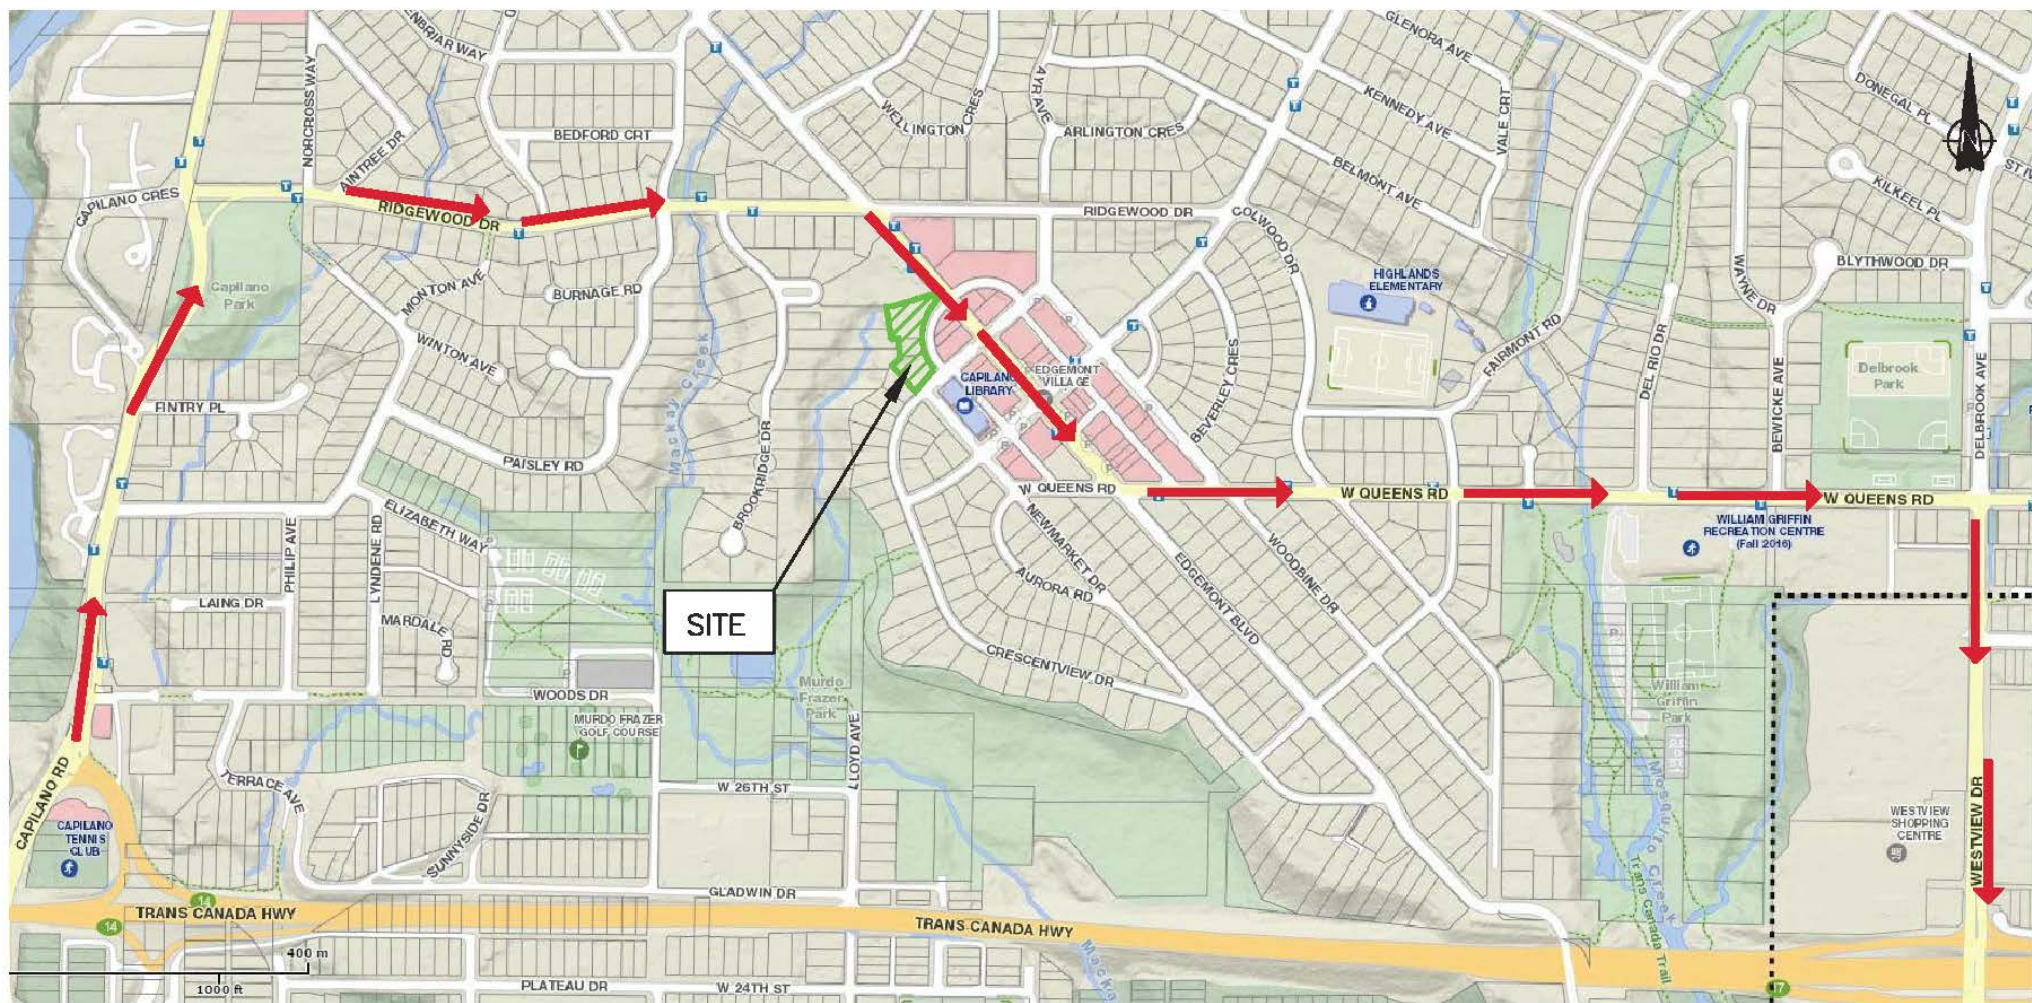 GLENORA AVE
NORCROSS WAY
BEDFORD CRT
AINTREE DR
WELLINGTON CRES
AYR AVE
ARLINGTON CRES
KENNEDY AVE
VALE CRT
DONEGAL PL
BELMONT AVE
KILKEEL PL
CAPILANO CRES
RIDGEWOOD DR
RIDGEWOOD DR
COLWOOD DR
Capilano
Park
MONTON AVE
BURNAGE RD
WINTON AVE
HIGHLANDS
ELEMENTARY
WAYNE DR
BLYTHWOOD DR
FAIRMONT RD
DEL RIO DR
BEWICKE AVE
Delbrook
Park
DELBROOK AVE
Mackay Creek
CAPILANO
LIBRARY
EDGEMONT
VILLAGE
BEVERLEY CRES
FINTRY PL
PAISLEY RD
BROOKRIDGE DR
W QUEENS RD
W QUEENS RD
W QUEENS RD
ELIZABETH WAY
PHILIP AVE
LYNDENE RD
NEWMARKET DR
EDGEMONT BLVD
WOODBINE DR
WILLIAM GRIFFIN
RECREATION CENTRE
(Fall 2016)
LAING DR
MARDALE
RD
AURORA RD
SITE
CRESCENTVIEW DR
WOODS DR
Murdo
Frazer
Park
William
Griffin
Park
MURDO FRAZER
GOLF COURSE
LLOYD AVE
CAPILANO RD
TERRACE AVE
SUNNYSIDE DR
W 26TH ST
Mosquito Creek
Trans Canada Trail
WESTVIEW
SHOPPING
CENTRE
WESTVIEW DR
CAPILANO
TENNIS
CLUB
GLADWIN DR
14
14
TRANS CANADA HWY
TRANS CANADA HWY
400 m
1000 ft
PLATEAU DR
W 24TH ST
17